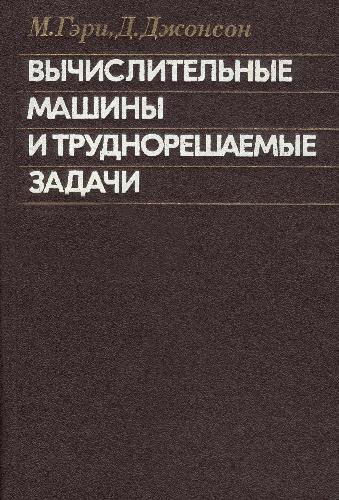 М.Гэри, Д.Джонсон
ВЫЧИСЛИТЕЛЬНЫЕ
МАШИНЫ
И ТРУДНОРЕШАЕМЫЕ
ЗАДАЧИ